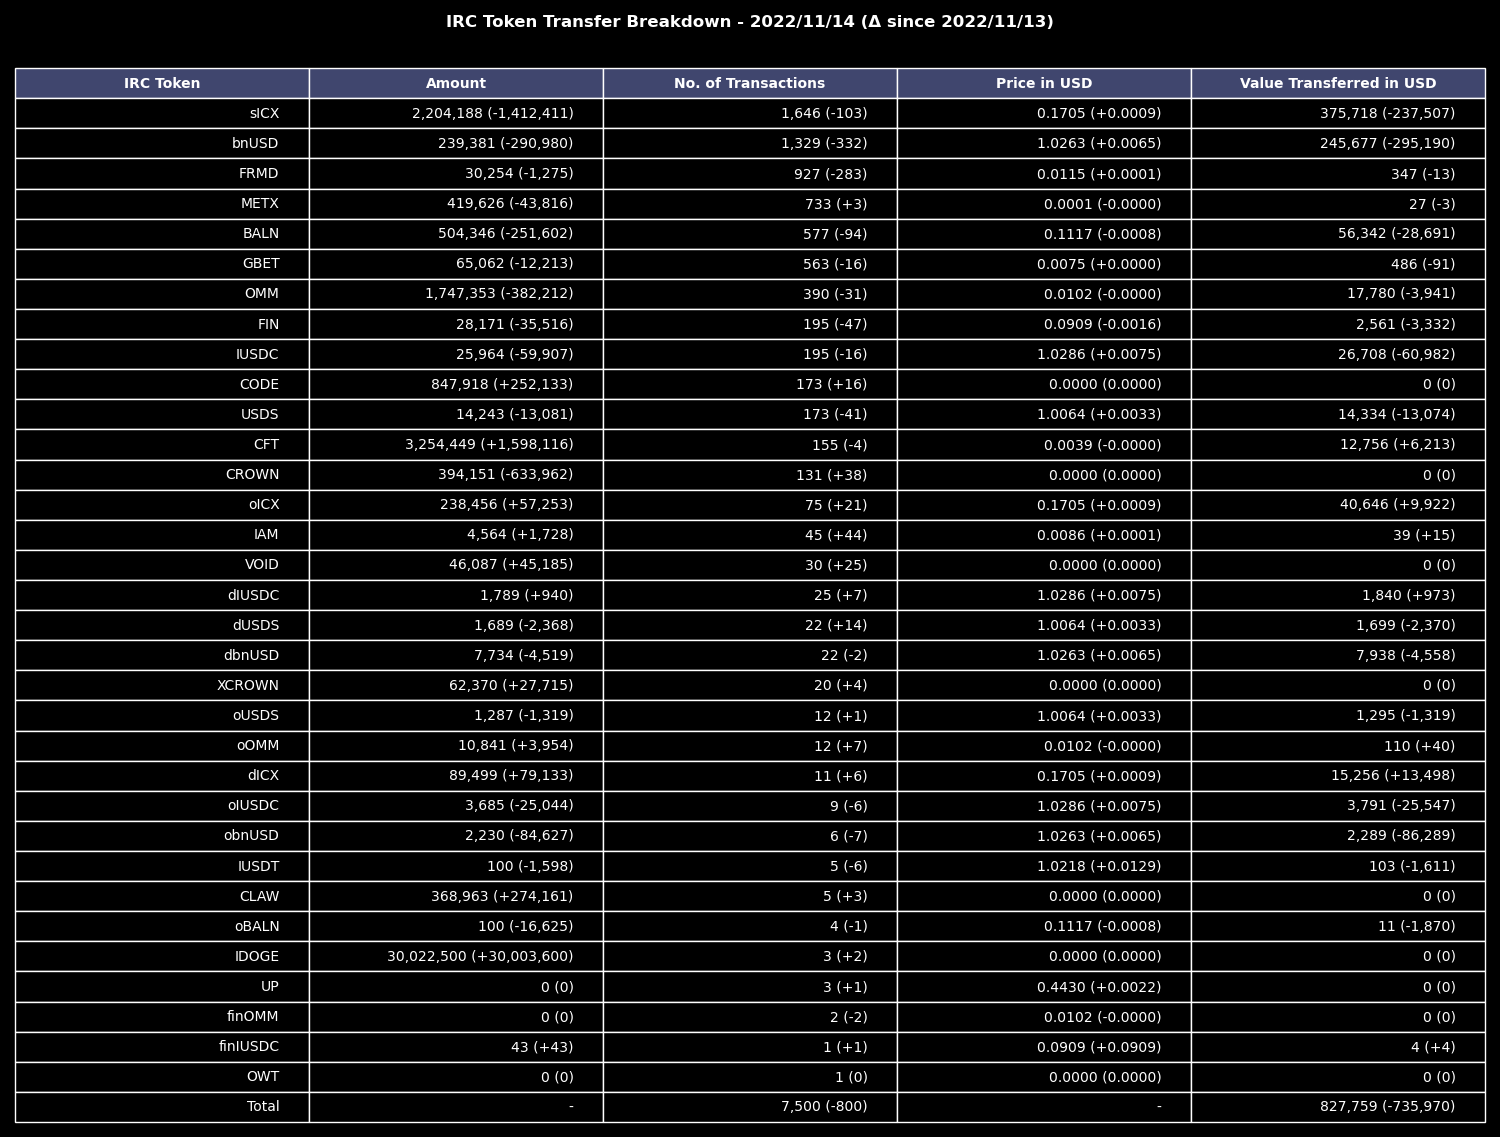 IRC Token Transfer Breakdown - 2022/11/14 (Δ since 2022/11/13)
IRC Token Amount No. of Transactions Price in USD Value Transferred in USD
sICX 2,204,188 (-1,412,411) 1,646 (-103) 0.1705 (+0.0009) 375,718 (-237,507)
bnUSD 239,381 (-290,980) 1,329 (-332) 1.0263 (+0.0065) 245,677 (-295,190)
FRMD 30,254 (-1,275) 927 (-283) 0.0115 (+0.0001) 347 (-13)
METX 419,626 (-43,816) 733 (+3) 0.0001 (-0.0000) 27 (-3)
BALN 504,346 (-251,602) 577 (-94) 0.1117 (-0.0008) 56,342 (-28,691)
GBET 65,062 (-12,213) 563 (-16) 0.0075 (+0.0000) 486 (-91)
OMM 1,747,353 (-382,212) 390 (-31) 0.0102 (-0.0000) 17,780 (-3,941)
FIN 28,171 (-35,516) 195 (-47) 0.0909 (-0.0016) 2,561 (-3,332)
IUSDC 25,964 (-59,907) 195 (-16) 1.0286 (+0.0075) 26,708 (-60,982)
CODE 847,918 (+252,133) 173 (+16) 0.0000 (0.0000) 0 (0)
USDS 14,243 (-13,081) 173 (-41) 1.0064 (+0.0033) 14,334 (-13,074)
CFT 3,254,449 (+1,598,116) 155 (-4) 0.0039 (-0.0000) 12,756 (+6,213)
CROWN 394,151 (-633,962) 131 (+38) 0.0000 (0.0000) 0 (0)
oICX 238,456 (+57,253) 75 (+21) 0.1705 (+0.0009) 40,646 (+9,922)
IAM 4,564 (+1,728) 45 (+44) 0.0086 (+0.0001) 39 (+15)
VOID 46,087 (+45,185) 30 (+25) 0.0000 (0.0000) 0 (0)
dIUSDC 1,789 (+940) 25 (+7) 1.0286 (+0.0075) 1,840 (+973)
dUSDS 1,689 (-2,368) 22 (+14) 1.0064 (+0.0033) 1,699 (-2,370)
dbnUSD 7,734 (-4,519) 22 (-2) 1.0263 (+0.0065) 7,938 (-4,558)
XCROWN 62,370 (+27,715) 20 (+4) 0.0000 (0.0000) 0 (0)
oUSDS 1,287 (-1,319) 12 (+1) 1.0064 (+0.0033) 1,295 (-1,319)
oOMM 10,841 (+3,954) 12 (+7) 0.0102 (-0.0000) 110 (+40)
dICX 89,499 (+79,133) 11 (+6) 0.1705 (+0.0009) 15,256 (+13,498)
oIUSDC 3,685 (-25,044) 9 (-6) 1.0286 (+0.0075) 3,791 (-25,547)
obnUSD 2,230 (-84,627) 6 (-7) 1.0263 (+0.0065) 2,289 (-86,289)
IUSDT 100 (-1,598) 5 (-6) 1.0218 (+0.0129) 103 (-1,611)
CLAW 368,963 (+274,161) 5 (+3) 0.0000 (0.0000) 0 (0)
oBALN 100 (-16,625) 4 (-1) 0.1117 (-0.0008) 11 (-1,870)
IDOGE 30,022,500 (+30,003,600) 3 (+2) 0.0000 (0.0000) 0 (0)
UP 0 (0) 3 (+1) 0.4430 (+0.0022) 0 (0)
finOMM 0 (0) 2 (-2) 0.0102 (-0.0000) 0 (0)
finIUSDC 43 (+43) 1 (+1) 0.0909 (+0.0909) 4 (+4)
OWT 0 (0) 1 (0) 0.0000 (0.0000) 0 (0)
Total - 7,500 (-800) - 827,759 (-735,970)